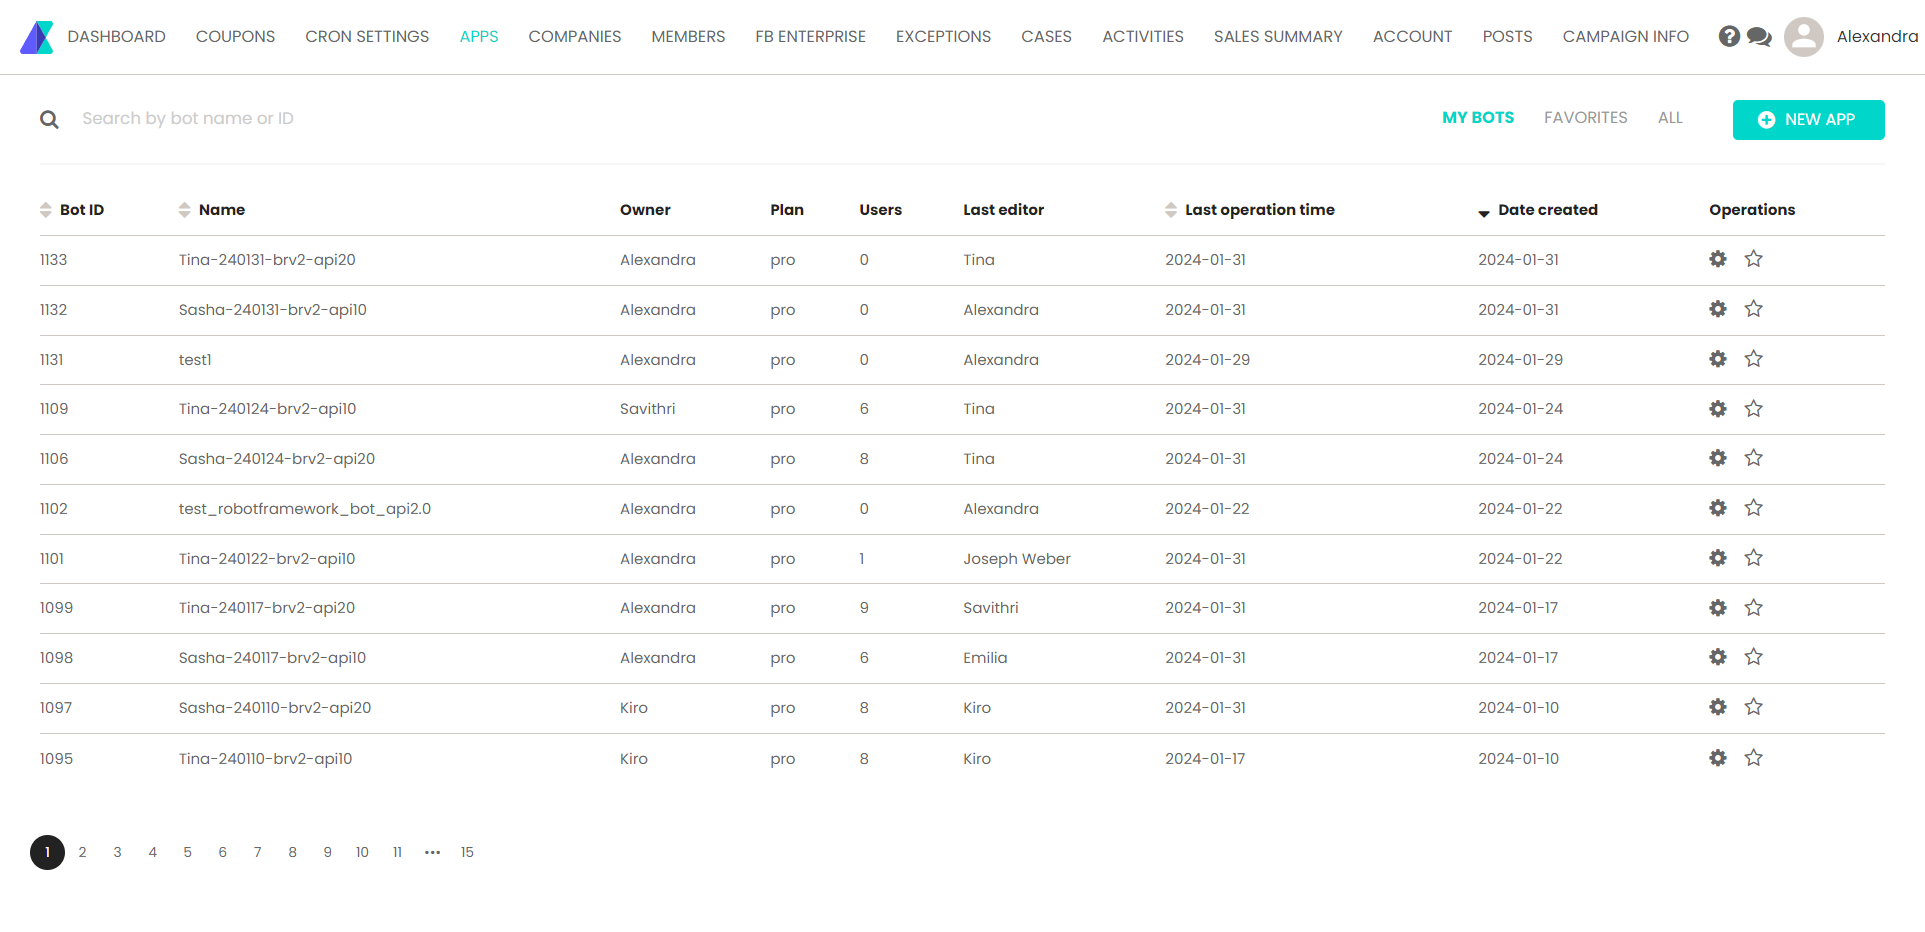 DASHBOARD COUPONS CRON SETTINGS APPS COMPANIES MEMBERS FB ENTERPRISE EXCEPTIONS CASES ACTIVITIES SALES SUMMARY ACCOUNT POSTS CAMPAIGN INFO ? Alexandra
Search by bot name or ID MY BOTS FAVORITES ALL NEW APP
Bot ID Name Owner Plan Users Last editor Last operation time Date created Operations
1133 Tina-240131-brv2-api20 Alexandra pro 0 Tina 2024-01-31 2024-01-31
1132 Sasha-240131-brv2-api10 Alexandra pro 0 Alexandra 2024-01-31 2024-01-31
1131 test1 Alexandra pro 0 Alexandra 2024-01-29 2024-01-29
1109 Tina-240124-brv2-api10 Savithri pro 6 Tina 2024-01-31 2024-01-24
1106 Sasha-240124-brv2-api20 Alexandra pro 8 Tina 2024-01-31 2024-01-24
1102 test_robotframework_bot_api2.0 Alexandra pro 0 Alexandra 2024-01-22 2024-01-22
1101 Tina-240122-brv2-api10 Alexandra pro 1 Joseph Weber 2024-01-31 2024-01-22
1099 Tina-240117-brv2-api20 Alexandra pro 9 Savithri 2024-01-31 2024-01-17
1098 Sasha-240117-brv2-api10 Alexandra pro 6 Emilia 2024-01-31 2024-01-17
1097 Sasha-240110-brv2-api20 Kiro pro 8 Kiro 2024-01-31 2024-01-10
1095 Tina-240110-brv2-api10 Kiro pro 8 Kiro 2024-01-17 2024-01-10
1 2 3 4 5 6 7 8 9 10 11 ••• 15